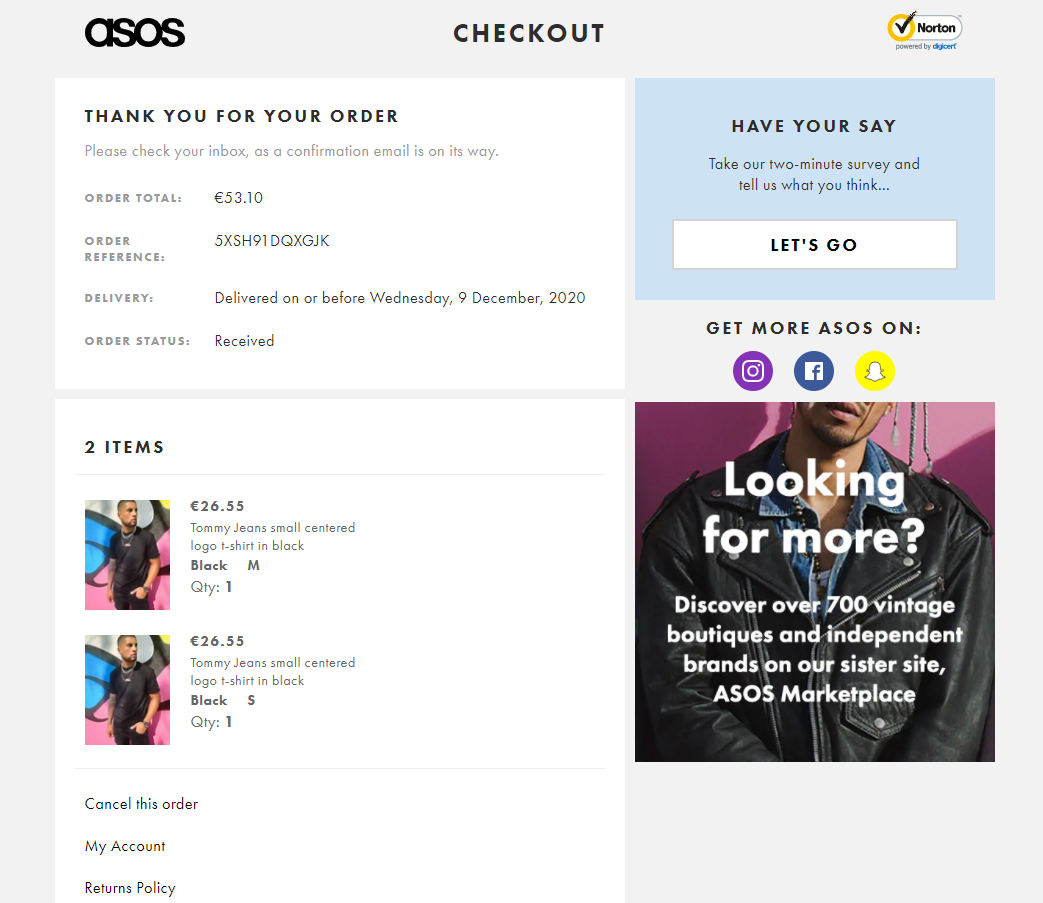 asos
CHECKOUT
Norton
powered by digicert
THANK YOU FOR YOUR ORDER
Please check your inbox, as a confirmation email is on its way.
ORDER TOTAL: €53.10
ORDER REFERENCE: 5XSH91DQXGJK
DELIVERY: Delivered on or before Wednesday, 9 December, 2020
ORDER STATUS: Received
2 ITEMS
€26.55
Tommy Jeans small centered
logo t-shirt in black
Black M
Qty: 1
€26.55
Tommy Jeans small centered
logo t-shirt in black
Black S
Qty: 1
Cancel this order
My Account
Returns Policy
HAVE YOUR SAY
Take our two-minute survey and
tell us what you think...
LET'S GO
GET MORE ASOS ON:
Looking
for more?
Discover over 700 vintage
boutiques and independent
brands on our sister site,
ASOS Marketplace